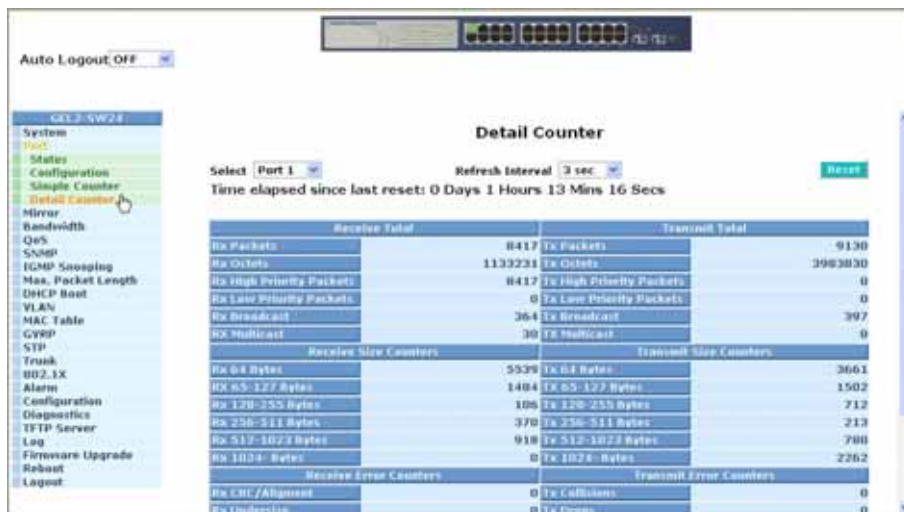 Auto Logout OFF
GEL2-SW24
System
Port
Status
Configuration
Simple Counter
Detail Counter
Mirror
Bandwidth
QoS
SNMP
IGMP Snooping
Max. Packet Length
DHCP Boot
VLAN
MAC Table
GVRP
STP
Trunk
802.1X
Alarm
Configuration
Diagnostics
TFTP Server
Log
Firmware Upgrade
Reboot
Logout
Detail Counter
Select Port 1 Refresh Interval 3 sec Reset
Time elapsed since last reset: 0 Days 1 Hours 13 Mins 16 Secs
Receive Total Transmit Total
Rx Packets 8417 Tx Packets 9130
Rx Octets 1133231 Tx Octets 3983830
Rx High Priority Packets 8417 Tx High Priority Packets 0
Rx Low Priority Packets 0 Tx Low Priority Packets 0
Rx Broadcast 364 Tx Broadcast 397
RX Multicast 30 TX Multicast 0
Receive Size Counters Transmit Size Counters
Rx 64 Bytes 5539 Tx 64 Bytes 3661
RX 65-127 Bytes 1484 TX 65-127 Bytes 1502
Rx 128-255 Bytes 106 Tx 128-255 Bytes 712
Rx 256-511 Bytes 370 Tx 256-511 Bytes 213
Rx 512-1023 Bytes 918 Tx 512-1023 Bytes 780
Rx 1024- Bytes 0 Tx 1024- Bytes 2262
Receive Error Counters Transmit Error Counters
Rx CRC/Alignment 0 Tx Collisions 0
Rx Undersize 0 Tx Drops 0